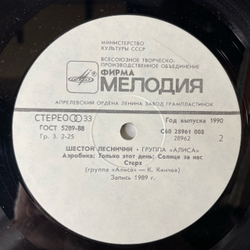 МИНИСТЕРСТВО
КУЛЬТУРЫ СССР
ВСЕСОЮЗНОЕ ТВОРЧЕСКО-
ПРОИЗВОДСТВЕННОЕ ОБЪЕДИНЕНИЕ
ФИРМА
МЕЛОДИЯ
АПРЕЛЕВСКИЙ ОРДЕНА ЛЕНИНА ЗАВОД ГРАМПЛАСТИНОК
СТЕРЕО 33
Год выпуска 1990
ГОСТ 5289-88
С60 28961 008
Гр. 3. 2-25
28962
2
ШЕСТОЙ ЛЕСНИЧИЙ • ГРУППА «АЛИСА»
Аэробика; Только этот день; Солнце за нас
Стерх
(группа «Алиса» — К. Кинчев)
Запись 1989 г.